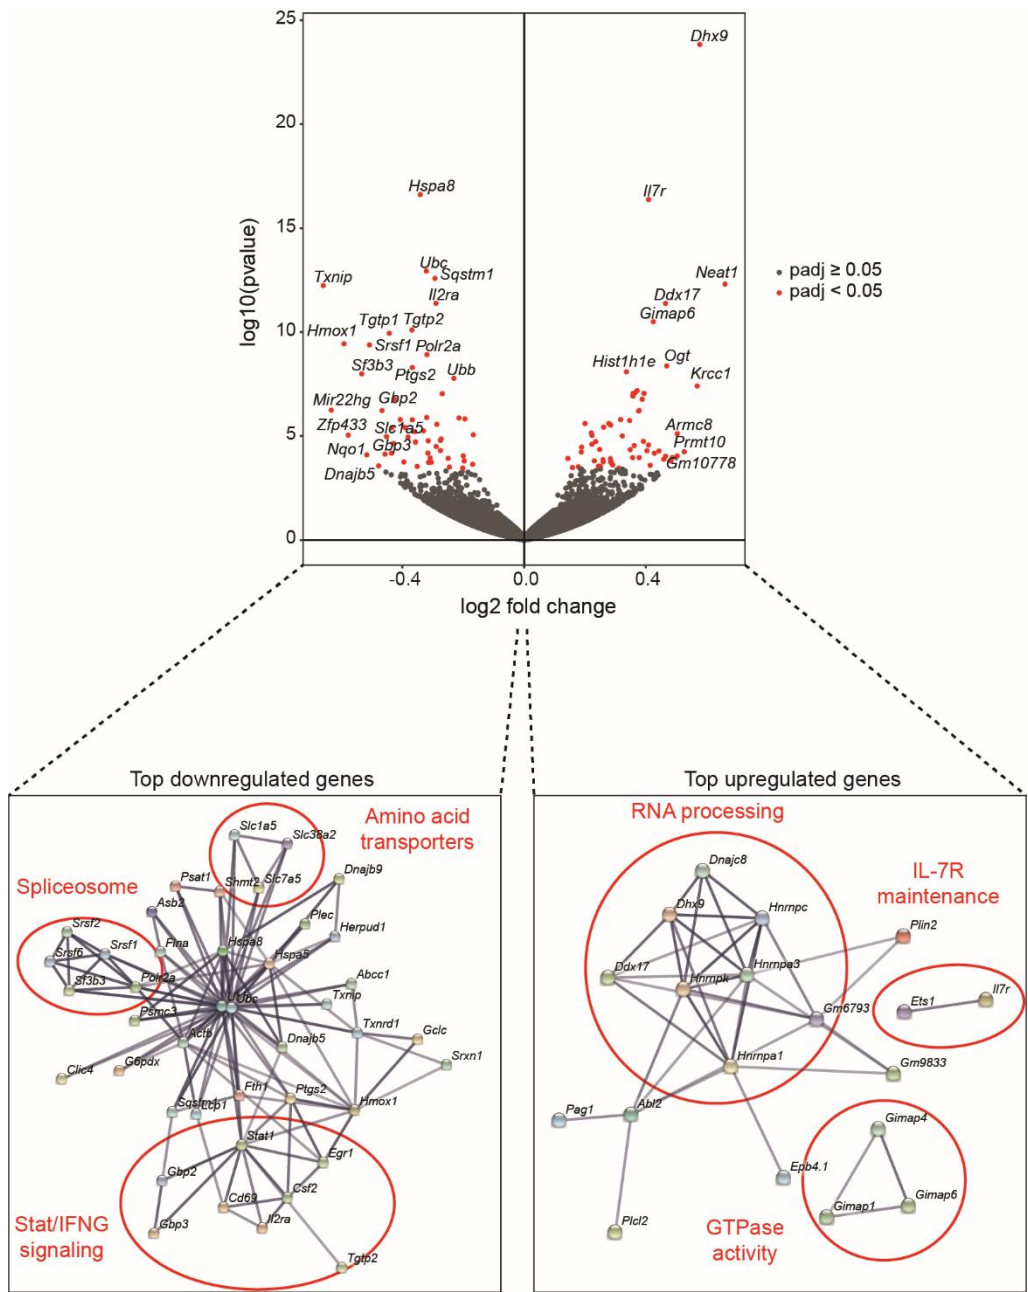 25
Dhx9
20
Hspa8
Il7r
15
log10(pvalue)
Ubc
Sqstm1
Txnip
Neat1
padj ≥ 0.05
padj < 0.05
Il2ra
Ddx17
Tgtp1
Tgtp2
Gimap6
10
Hmox1
Srsf1
Polr2a
Sf3b3
Ptgs2
Ubb
Hist1h1e
Ogt
Krcc1
Mir22hg
Gbp2
Zfp433
Slc1a5
Armc8
5
Nqo1
Gbp3
Prmt10
Dnajb5
Gm10778
0
-0.4
0.0
0.4
log2 fold change
Top downregulated genes
Amino acid
transporters
Slc1a5
Slc38a2
Spliceosome
Psat1
Shmt2
Slc7a5
Dnajb9
Asb2
Plec
Srsf2
Srsf6
Srsf1
Flna
Hspa8
Herpud1
Sf3b3
Polr2a
Hspa5
Abcc1
Ubc
Txnip
Psmc3
Actb
Txnrd1
Dnajb5
Gclc
Clic4
G6pdx
Srxn1
Fth1
Ptgs2
Sqstm1
Lcp1
Hmox1
Stat1
Egr1
Gbp2
Cd69
Csf2
Gbp3
Il2ra
Stat/IFNG
signaling
Tgtp2
Top upregulated genes
RNA processing
Dnajc8
IL-7R
maintenance
Dhx9
Hnrnpc
Plin2
Ddx17
Hnrnpa3
Hnrnpk
Il7r
Ets1
Gm6793
Hnrnpa1
Gm9833
Pag1
Abl2
Gimap4
Epb4.1
Gimap1
Gimap6
Plcl2
GTPase
activity